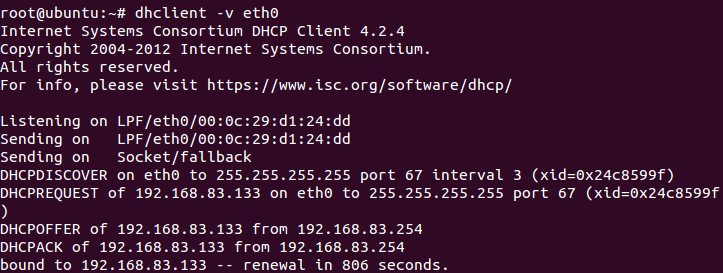 root@ubuntu:~# dhclient -v eth0
Internet Systems Consortium DHCP Client 4.2.4
Copyright 2004-2012 Internet Systems Consortium.
All rights reserved.
For info, please visit https://www.isc.org/software/dhcp/

Listening on LPF/eth0/00:0c:29:d1:24:dd
Sending on   LPF/eth0/00:0c:29:d1:24:dd
Sending on   Socket/fallback
DHCPDISCOVER on eth0 to 255.255.255.255 port 67 interval 3 (xid=0x24c8599f)
DHCPREQUEST of 192.168.83.133 on eth0 to 255.255.255.255 port 67 (xid=0x24c8599f
)
DHCPOFFER of 192.168.83.133 from 192.168.83.254
DHCPACK of 192.168.83.133 from 192.168.83.254
bound to 192.168.83.133 -- renewal in 806 seconds.